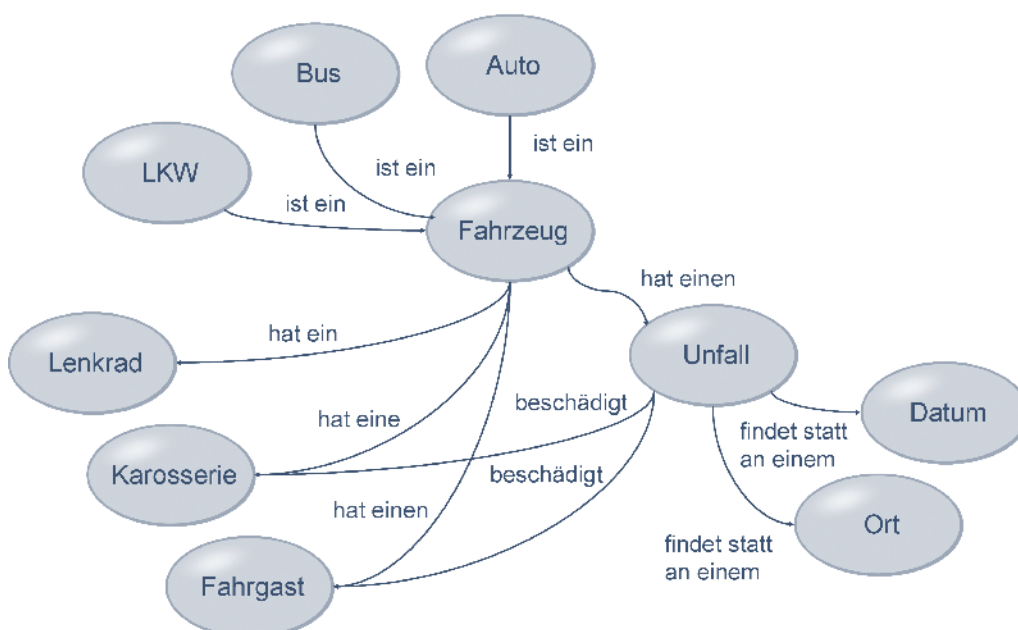 Bus
Auto
ist ein
ist ein
LKW
ist ein
Fahrzeug
hat einen
hat ein
Unfall
Lenkrad
beschädigt
Datum
hat eine
findet statt
an einem
Karosserie
beschädigt
hat einen
Ort
findet statt
an einem
Fahrgast